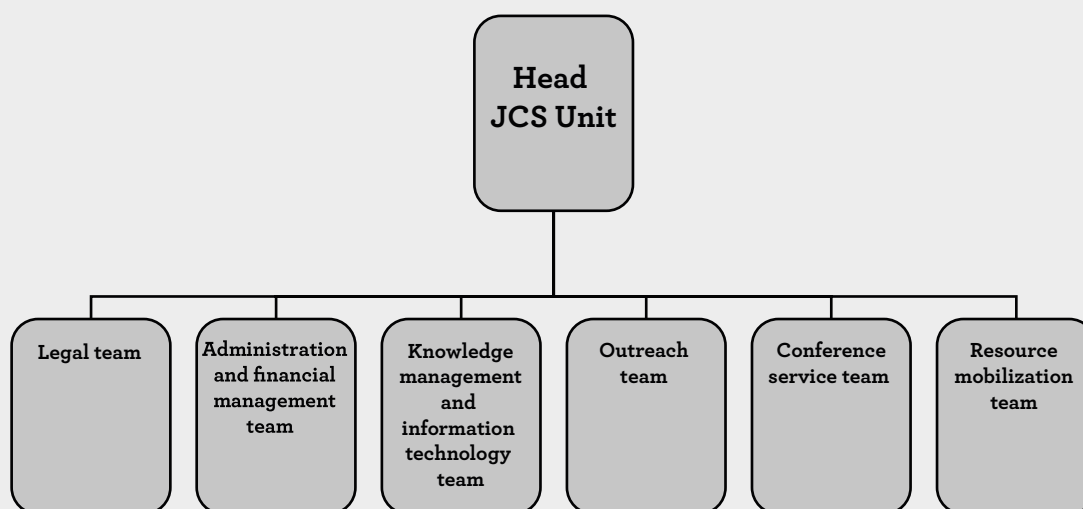 Head
JCS Unit
Legal team
Administration
and financial
management
team
Knowledge
management
and
information
technology
team
Outreach
team
Conference
service team
Resource
mobilization
team